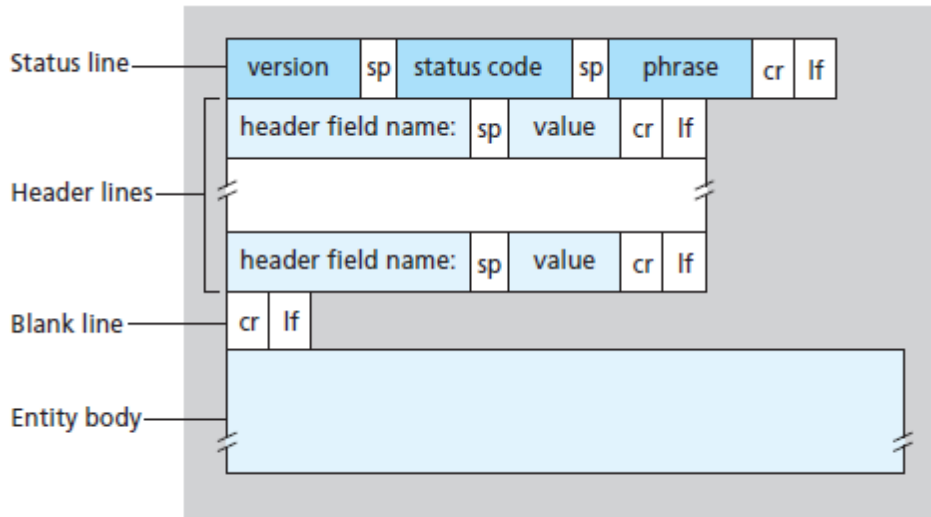 Status line version sp status code sp phrase cr lf
header field name: sp value cr lf
Header lines
header field name: sp value cr lf
Blank line cr lf
Entity body